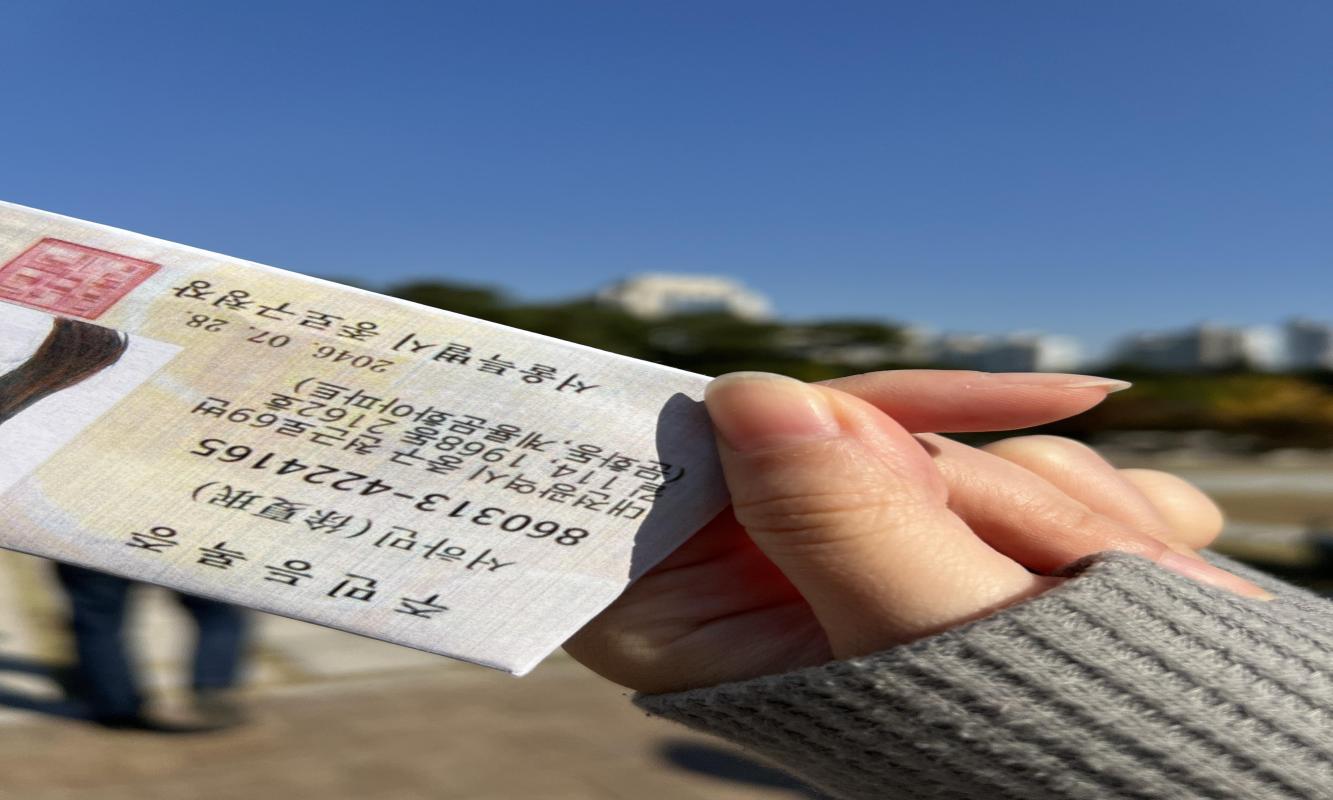 주민등록증
서하민(徐夏珉)
860313-4224165
대전광역시 중구 천근로69번
길 114, 1968동 2162호
(문화동,계룡문화아파트)
2046. 07. 28.
서울특별시 종로구청장